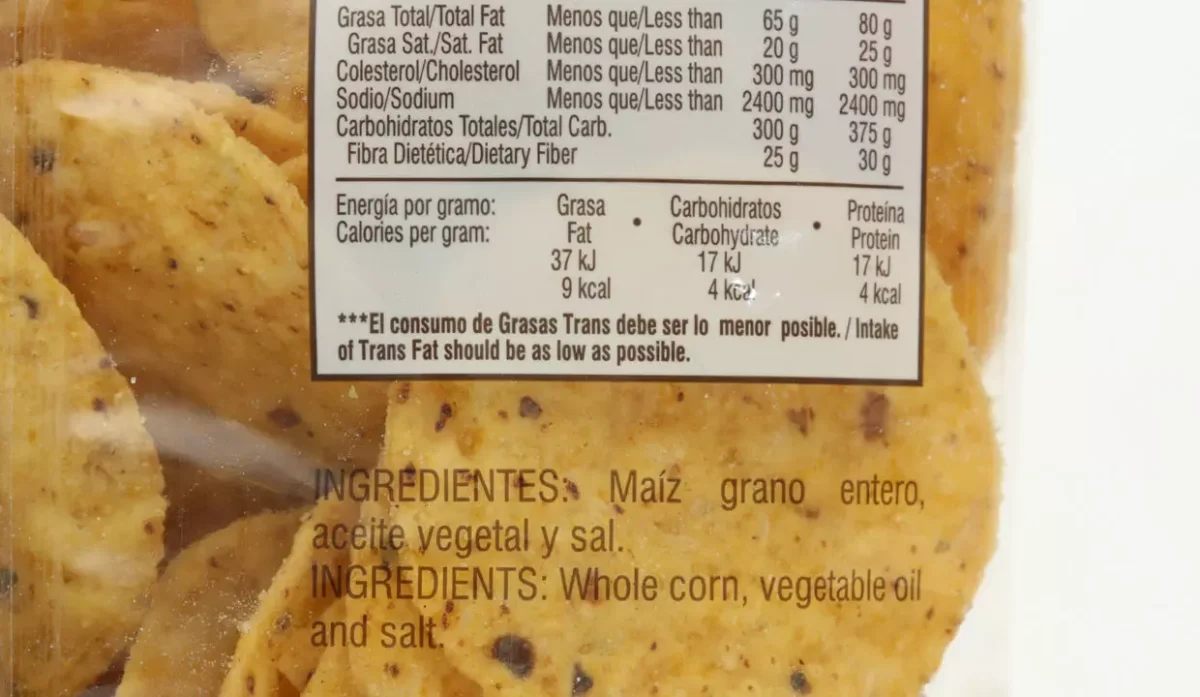 Grasa Total/Total Fat Menos que/Less than 65 g 80 g
Grasa Sat./Sat. Fat Menos que/Less than 20 g 25 g
Colesterol/Cholesterol Menos que/Less than 300 mg 300 mg
Sodio/Sodium Menos que/Less than 2400 mg 2400 mg
Carbohidratos Totales/Total Carb. 300 g 375 g
Fibra Dietética/Dietary Fiber 25 g 30 g
Energía por gramo: Grasa • Carbohidratos • Proteína
Calories per gram: Fat Carbohydrate Protein
37 kJ 17 kJ 17 kJ
9 kcal 4 kcal 4 kcal
***El consumo de Grasas Trans debe ser lo menor posible. / Intake
of Trans Fat should be as low as possible.
INGREDIENTES: Maíz grano entero,
aceite vegetal y sal.
INGREDIENTS: Whole corn, vegetable oil
and salt.